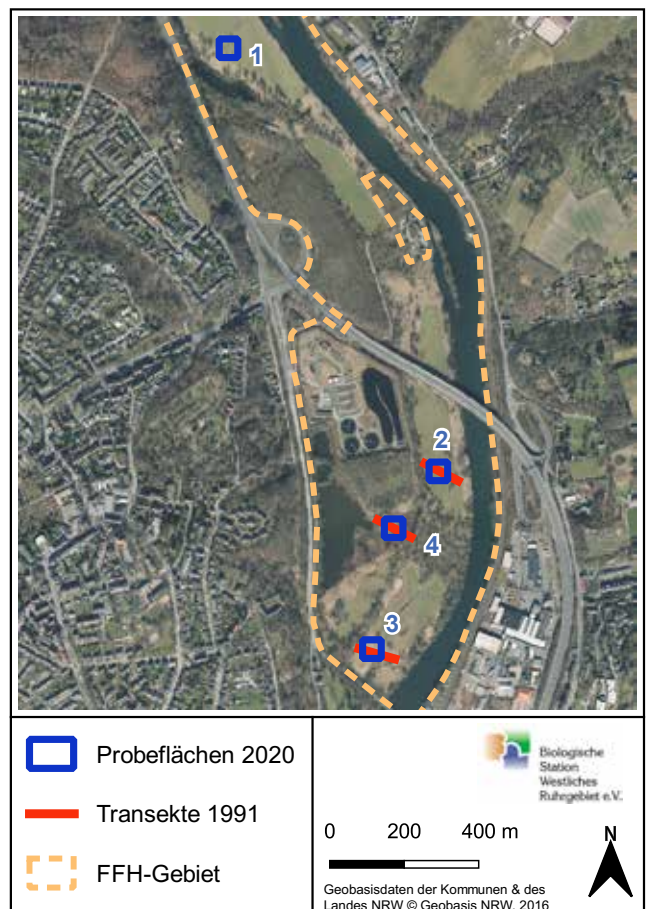 1
2
4
3
Probeflächen 2020
Transekte 1991
FFH-Gebiet
Biologische
Station
Westliches
Ruhrgebiet e.V.
0 200 400 m
N
Geobasisdaten der Kommunen & des
Landes NRW © Geobasis NRW, 2016